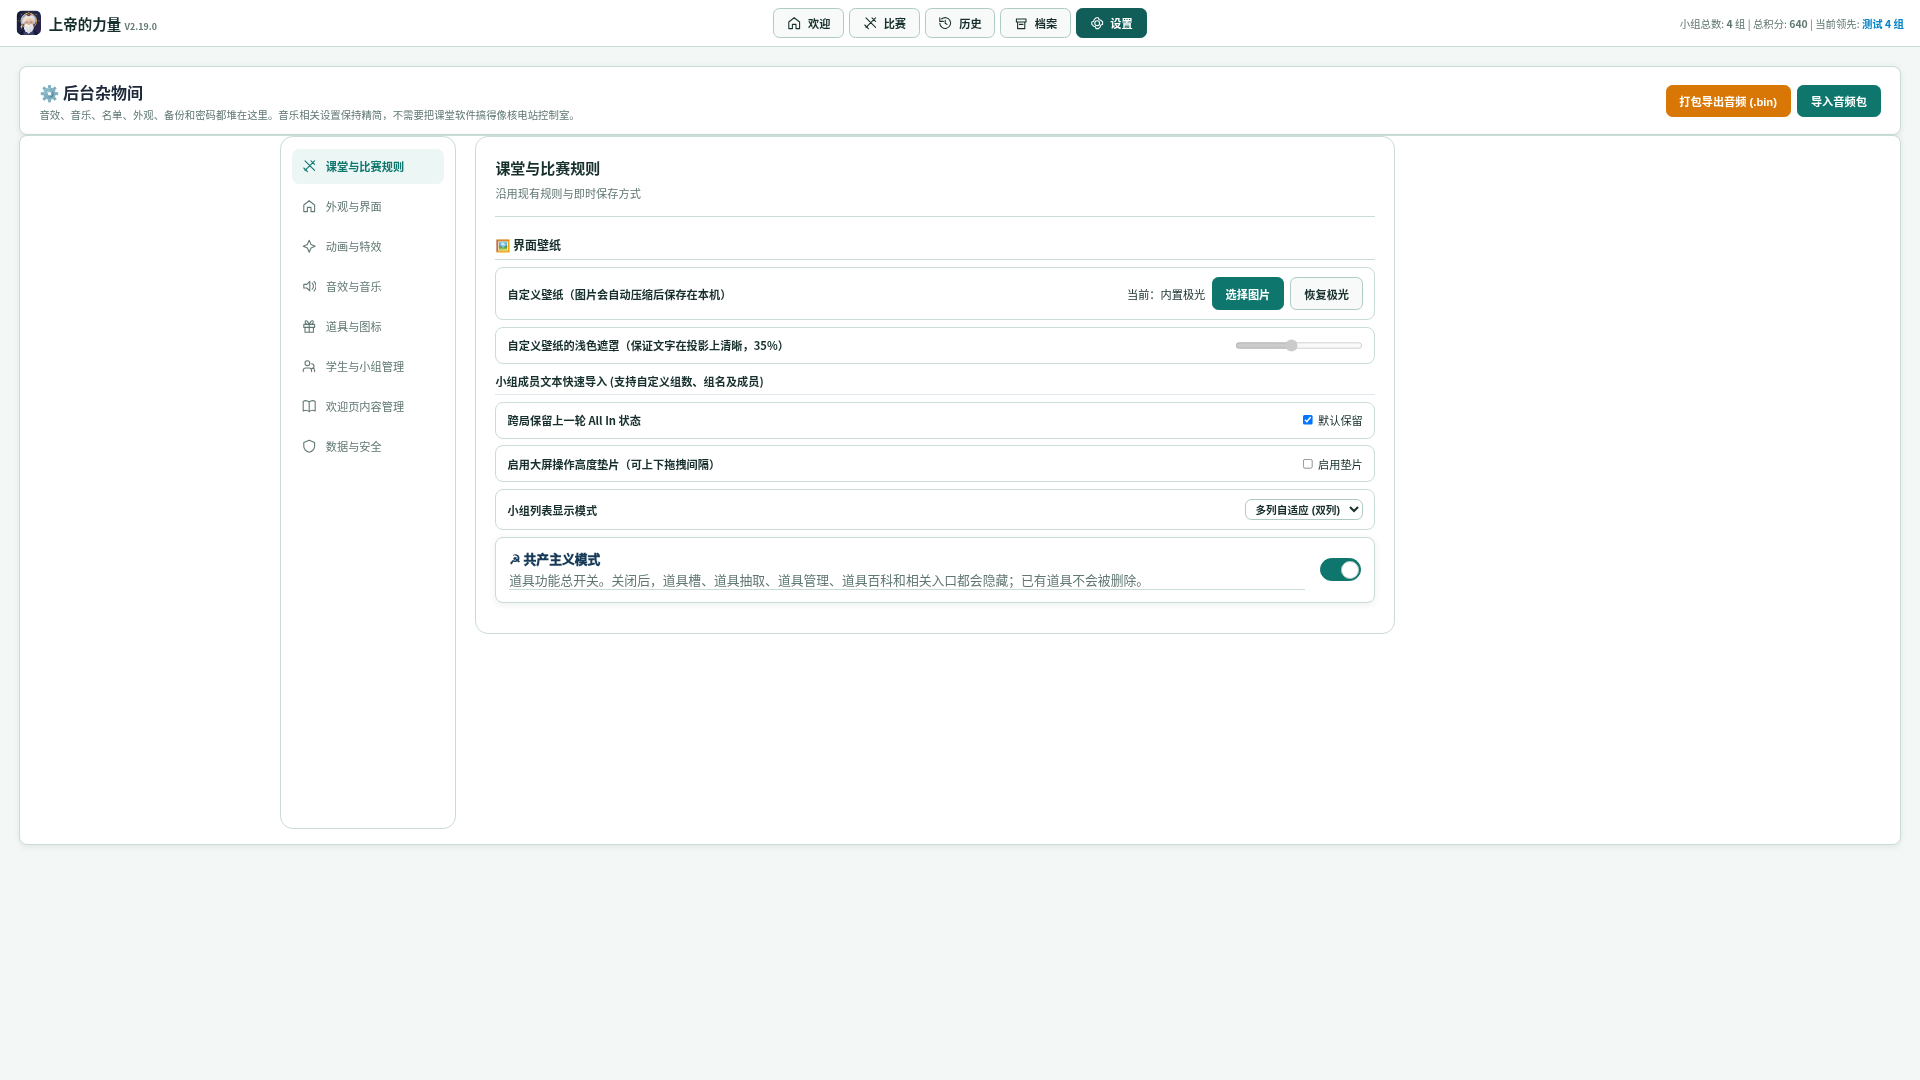 上帝的力量 V2.19.0
欢迎
比赛
历史
档案
设置
小组总数: 4 组 | 总积分: 640 | 当前领先: 测试 4 组
⚙️ 后台杂物间
音效、音乐、名单、外观、备份和密码都堆在这里。音乐相关设置保持精简，不需要把课堂软件搞得像核电站控制室。
打包导出音频 (.bin)
导入音频包
课堂与比赛规则
外观与界面
动画与特效
音效与音乐
道具与图标
学生与小组管理
欢迎页内容管理
数据与安全
课堂与比赛规则
沿用现有规则与即时保存方式
🖼️ 界面壁纸
自定义壁纸（图片会自动压缩后保存在本机）
当前：内置极光
选择图片
恢复极光
自定义壁纸的浅色遮罩（保证文字在投影上清晰，35%）
小组成员文本快速导入 (支持自定义组数、组名及成员)
跨局保留上一轮 All In 状态
默认保留
启用大屏操作高度垫片（可上下拖拽间隔）
启用垫片
小组列表显示模式
多列自适应 (双列)
☭ 共产主义模式
道具功能总开关。关闭后，道具槽、道具抽取、道具管理、道具百科和相关入口都会隐藏；已有道具不会被删除。